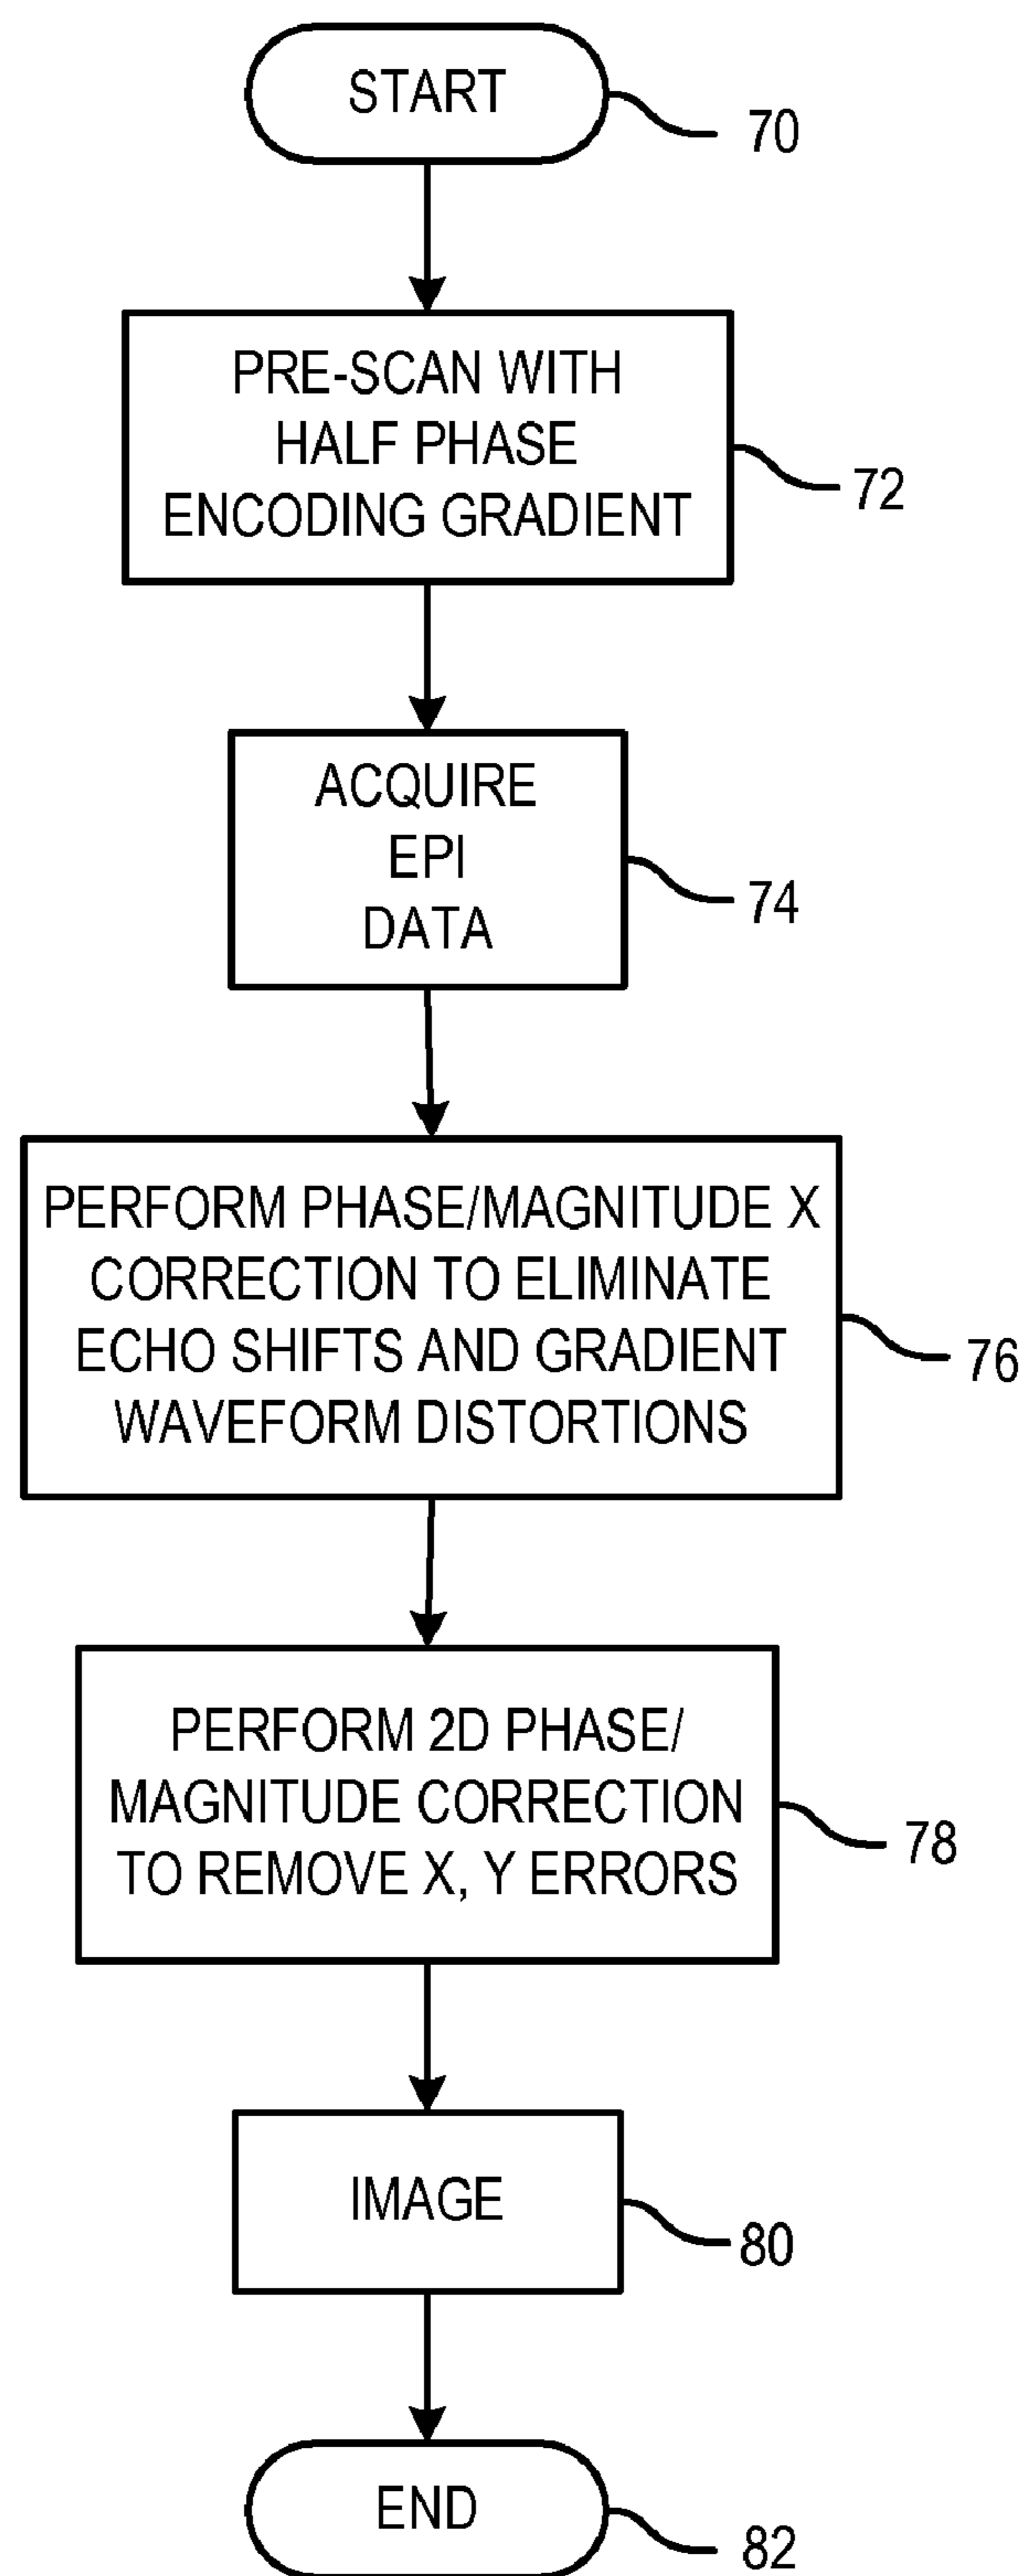 START
70
PRE-SCAN WITH
HALF PHASE
ENCODING GRADIENT
72
ACQUIRE
EPI
DATA
74
PERFORM PHASE/MAGNITUDE X
CORRECTION TO ELIMINATE
ECHO SHIFTS AND GRADIENT
WAVEFORM DISTORTIONS
76
PERFORM 2D PHASE/
MAGNITUDE CORRECTION
TO REMOVE X, Y ERRORS
78
IMAGE
80
END
82